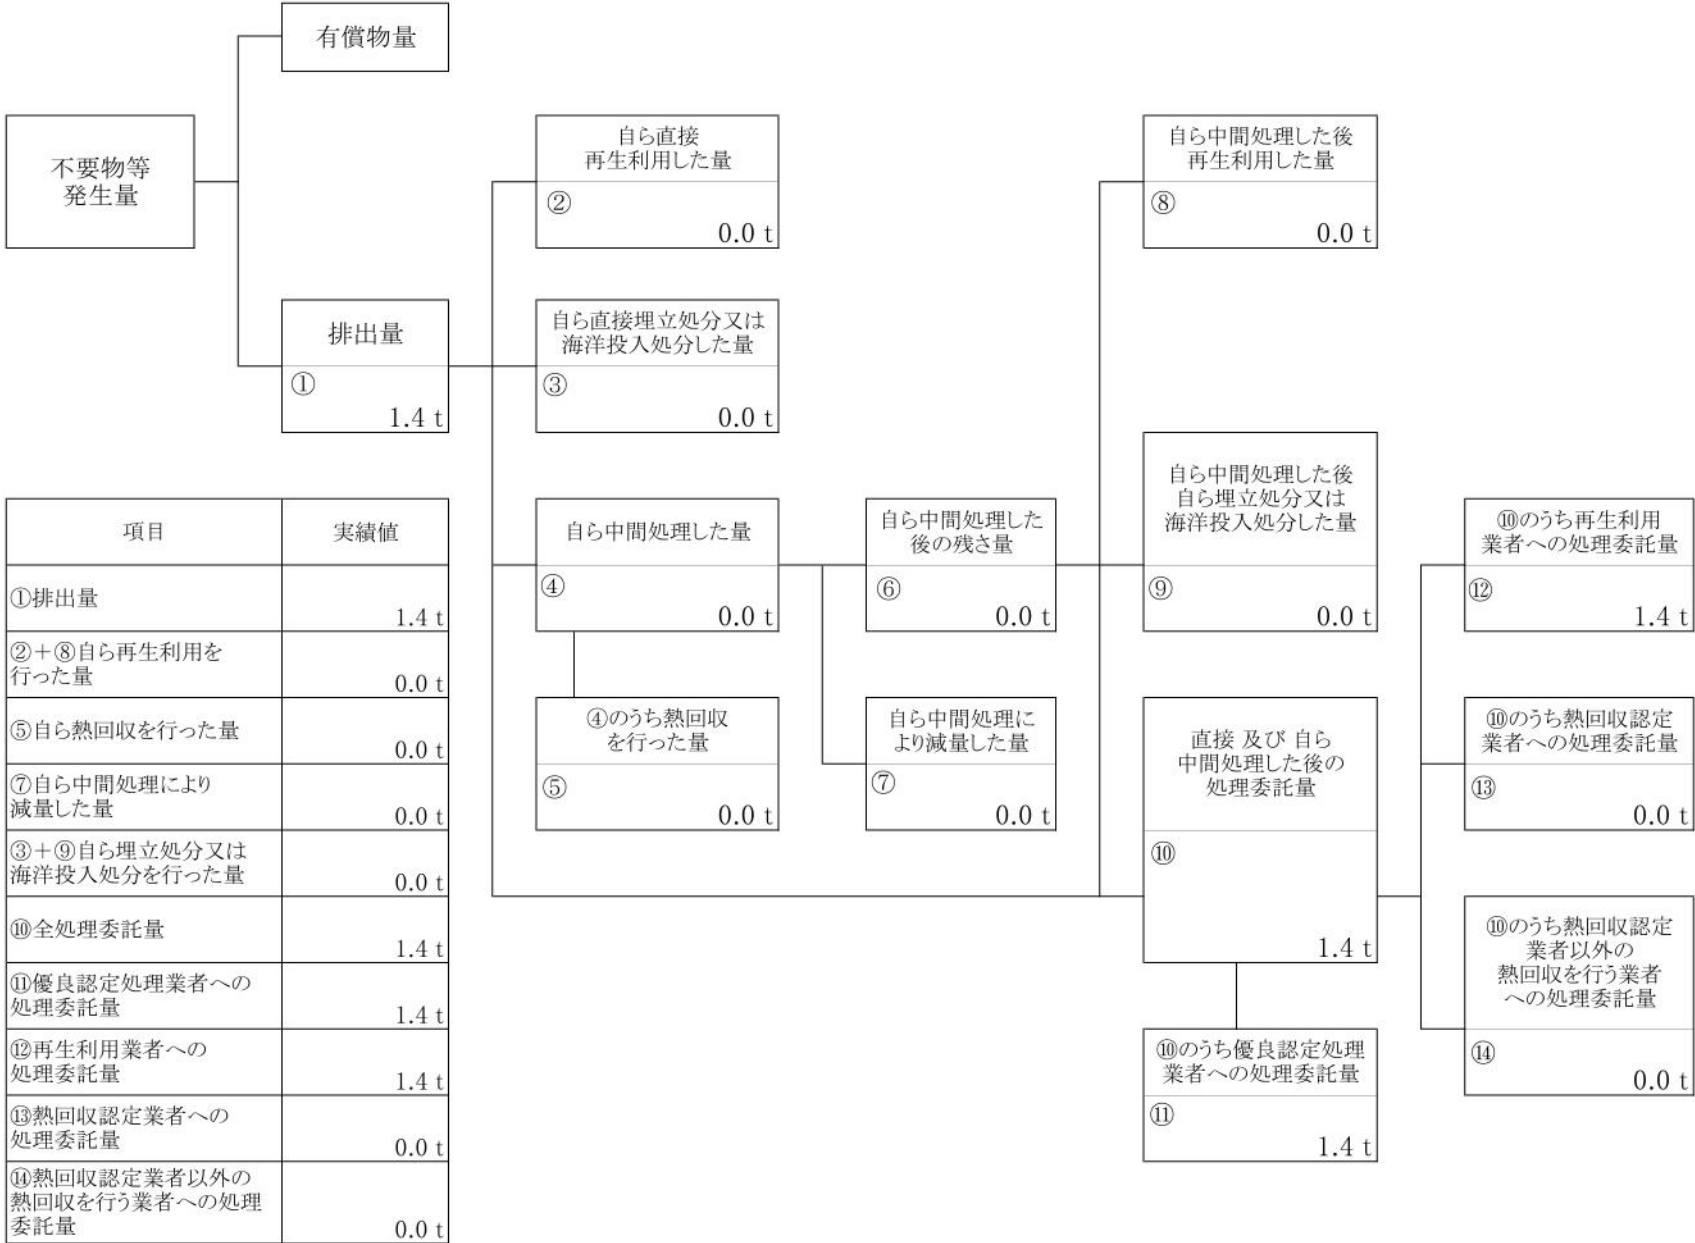 有償物量
不要物等
発生量
自ら直接
再生利用した量
②
0.0 t
自ら中間処理した後
再生利用した量
⑧
0.0 t
排出量
①
1.4 t
自ら直接埋立処分又は
海洋投入処分した量
③
0.0 t
自ら中間処理した量
④
0.0 t
自ら中間処理した
後の残さ量
⑥
0.0 t
自ら中間処理した後
自ら埋立処分又は
海洋投入処分した量
⑨
0.0 t
⑩のうち再生利用
業者への処理委託量
⑫
1.4 t
④のうち熱回収
を行った量
⑤
0.0 t
自ら中間処理に
より減量した量
⑦
0.0 t
直接 及び 自ら
中間処理した後の
処理委託量
⑩
1.4 t
⑩のうち熱回収認定
業者への処理委託量
⑬
0.0 t
⑩のうち熱回収認定
業者以外の
熱回収を行う業者
への処理委託量
⑭
0.0 t
⑩のうち優良認定処理
業者への処理委託量
⑪
1.4 t
項目 実績値
①排出量
1.4 t
②＋⑧自ら再生利用を
行った量
0.0 t
⑤自ら熱回収を行った量
0.0 t
⑦自ら中間処理により
減量した量
0.0 t
③＋⑨自ら埋立処分又は
海洋投入処分を行った量
0.0 t
⑩全処理委託量
1.4 t
⑪優良認定処理業者への
処理委託量
1.4 t
⑫再生利用業者への
処理委託量
1.4 t
⑬熱回収認定業者への
処理委託量
0.0 t
⑭熱回収認定業者以外の
熱回収を行う業者への処理
委託量
0.0 t